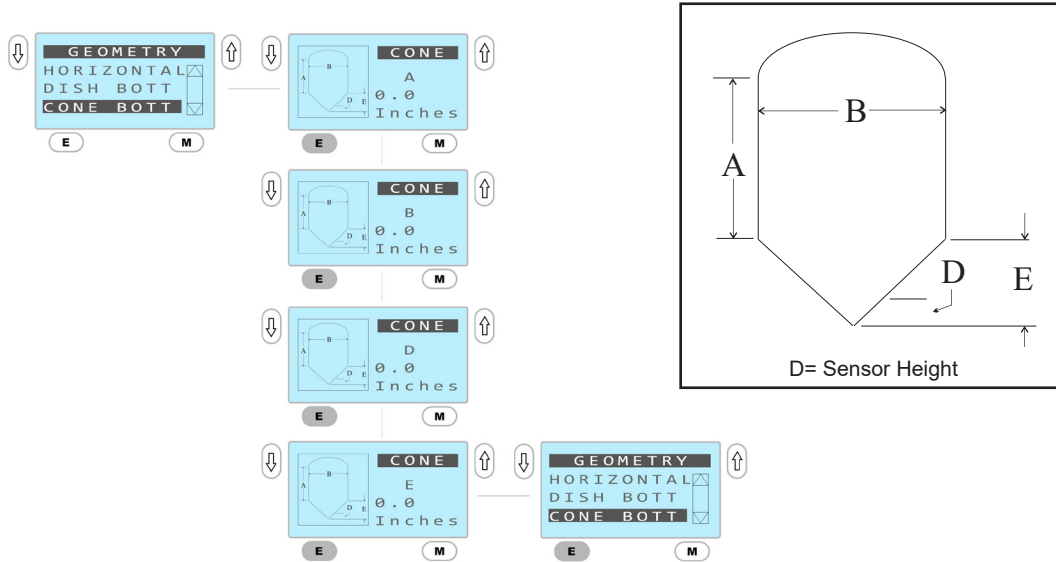 GEOMETRY
HORIZONTAL
DISH BOTT
CONE BOTT
E
M
CONE
A
0.0
Inches
A
B
D
E
E
M
CONE
B
0.0
Inches
A
B
D
E
E
M
CONE
D
0.0
Inches
A
B
D
E
E
M
CONE
E
0.0
Inches
A
B
D
E
E
M
GEOMETRY
HORIZONTAL
DISH BOTT
CONE BOTT
E
M
B
A
D
E
D= Sensor Height